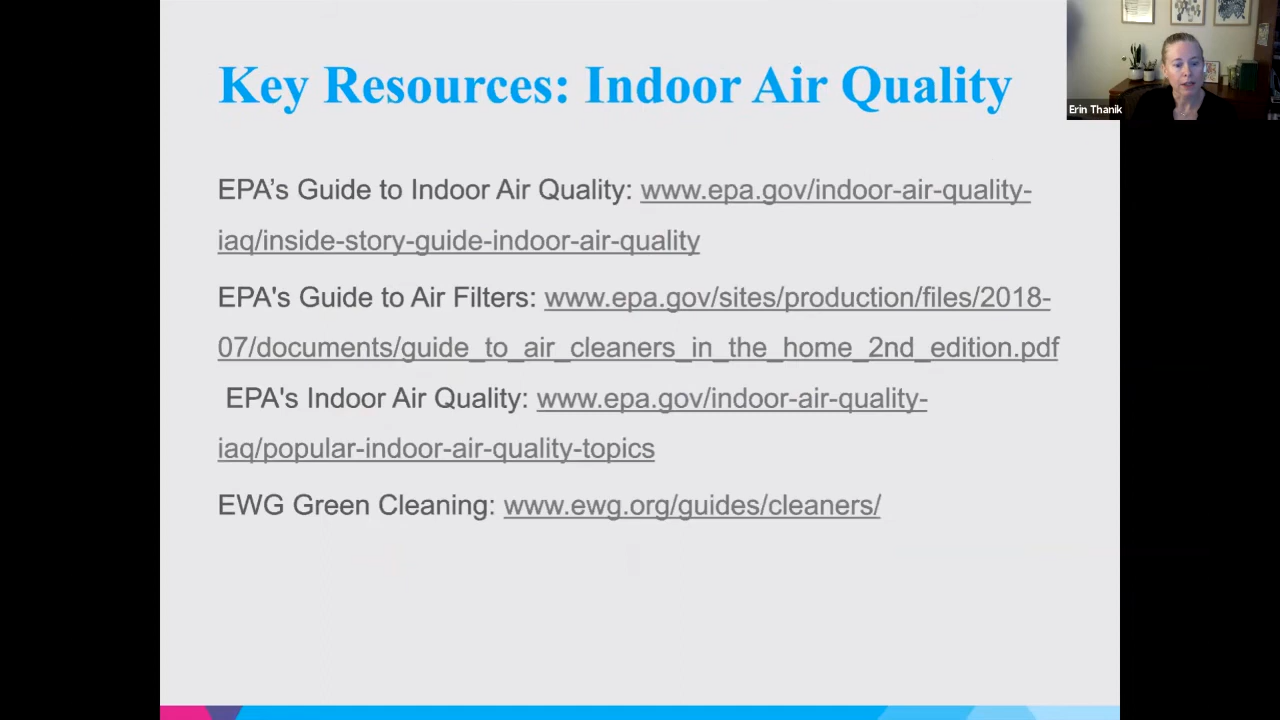 Key Resources: Indoor Air Quality
Erin Thanik
EPA’s Guide to Indoor Air Quality: www.epa.gov/indoor-air-quality-
iaq/inside-story-guide-indoor-air-quality
EPA's Guide to Air Filters: www.epa.gov/sites/production/files/2018-
07/documents/guide_to_air_cleaners_in_the_home_2nd_edition.pdf
EPA's Indoor Air Quality: www.epa.gov/indoor-air-quality-
iaq/popular-indoor-air-quality-topics
EWG Green Cleaning: www.ewg.org/guides/cleaners/